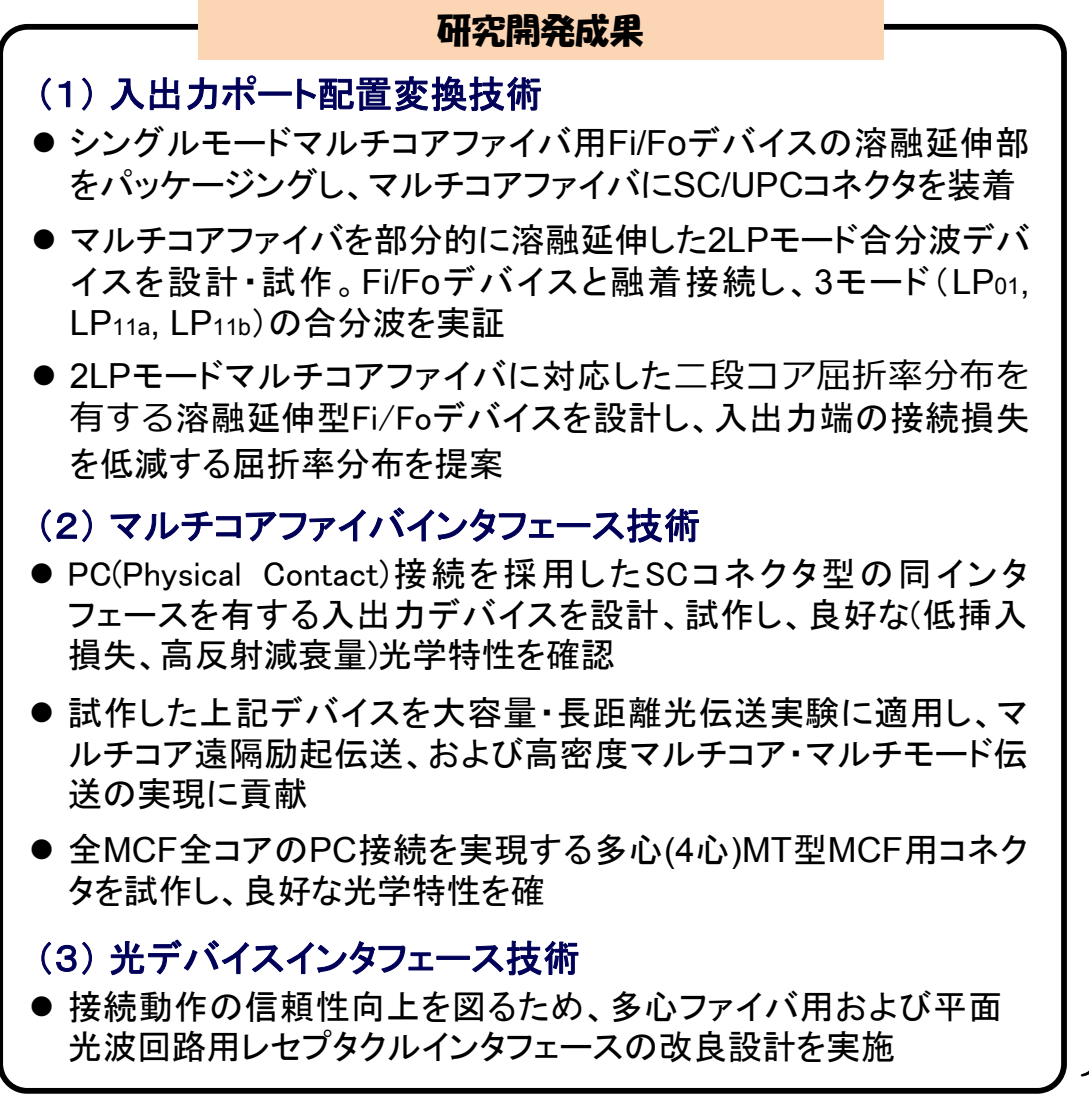 研究開発成果
（１）入出力ポート配置変換技術
● シングルモードマルチコアファイバ用Fi/Foデバイスの溶融延伸部
をパッケージングし、マルチコアファイバにSC/UPCコネクタを装着
● マルチコアファイバを部分的に溶融延伸した2LPモード合分波デバ
イスを設計・試作。Fi/Foデバイスと融着接続し、3モード（LP01,
LP11a, LP11b）の合分波を実証
● 2LPモードマルチコアファイバに対応した二段コア屈折率分布を
有する溶融延伸型Fi/Foデバイスを設計し、入出力端の接続損失
を低減する屈折率分布を提案
（２）マルチコアファイバインタフェース技術
● PC(Physical Contact)接続を採用したSCコネクタ型の同インタ
フェースを有する入出力デバイスを設計、試作し、良好な(低挿入
損失、高反射減衰量)光学特性を確認
● 試作した上記デバイスを大容量・長距離光伝送実験に適用し、マ
ルチコア遠隔励起伝送、および高密度マルチコア・マルチモード伝
送の実現に貢献
● 全MCF全コアのPC接続を実現する多心(4心)MT型MCF用コネク
タを試作し、良好な光学特性を確
（３）光デバイスインタフェース技術
● 接続動作の信頼性向上を図るため、多心ファイバ用および平面
光波回路用レセプタクルインタフェースの改良設計を実施